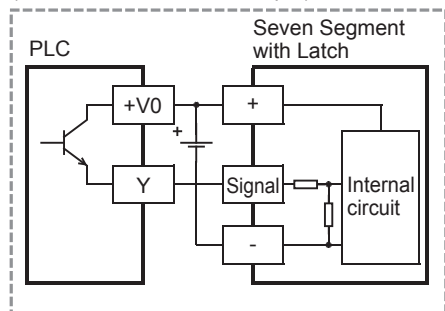 PLC
Seven Segment
with Latch
+V0
+
+
Y
Signal
Internal
circuit
-